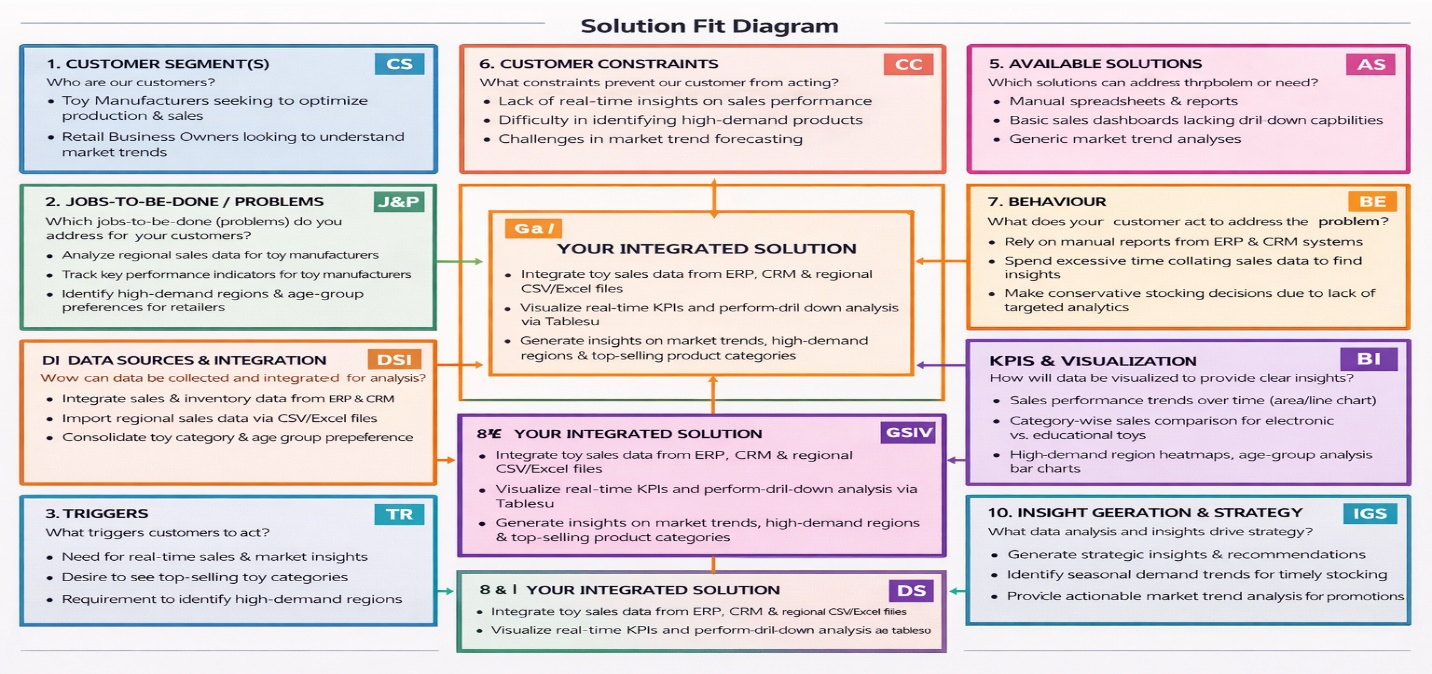 Solution Fit Diagram
1. CUSTOMER SEGMENT(S)
CS
Who are our customers?
• Toy Manufacturers seeking to optimize
production & sales
• Retail Business Owners looking to understand
market trends
6. CUSTOMER CONSTRAINTS
CC
What constraints prevent our customer from acting?
• Lack of real-time insights on sales performance
• Difficulty in identifying high-demand products
• Challenges in market trend forecasting
5. AVAILABLE SOLUTIONS
AS
Which solutions can address thrpbolem or need?
• Manual spreadsheets & reports
• Basic sales dashboards lacking dril-down capbilities
• Generic market trend analyses
2. JOBS-TO-BE-DONE / PROBLEMS
J&P
Which jobs-to-be-done (problems) do you
address for your customers?
• Analyze regional sales data for toy manufacturers
• Track key performance indicators for toy manufacturers
• Identify high-demand regions & age-group
preferences for retailers
Ga /
YOUR INTEGRATED SOLUTION
• Integrate toy sales data from ERP, CRM & regional
CSV/Excel files
• Visualize real-time KPIs and perform-dril down analysis
via Tablesu
• Generate insights on market trends, high-demand
regions & top-selling product categories
7. BEHAVIOUR
BE
What does your customer act to address the problem?
• Rely on manual reports from ERP & CRM systems
• Spend excessive time collating sales data to find
insights
• Make conservative stocking decisions due to lack of
targeted analytics
DI DATA SOURCES & INTEGRATION
DSI
Wow can data be collected and integrated for analysis?
• Integrate sales & inventory data from ERP & CRM
• Import regional sales data via CSV/Excel files
• Consolidate toy category & age group prepeference
KPIS & VISUALIZATION
BI
How will data be visualized to provide clear insights?
• Sales performance trends over time (area/line chart)
• Category-wise sales comparison for electronic
vs. educational toys
• High-demand region heatmaps, age-group analysis
bar charts
YOUR INTEGRATED SOLUTION
GSIV
• Integrate toy sales data from ERP, CRM & regional
CSV/Excel files
• Visualize real-time KPIs and perform-dril-down analysis via
Tablesu
• Generate insights on market trends, high-demand regions
& top-selling product categories
3. TRIGGERS
TR
What triggers customers to act?
• Need for real-time sales & market insights
• Desire to see top-selling toy categories
• Requirement to identify high-demand regions
8 & I YOUR INTEGRATED SOLUTION
DS
• Integrate toy sales data from ERP, CRM & regional CSV/Excel files
• Visualize real-time KPIs and perform-dril-down analysis ae tableso
10. INSIGHT GEERATION & STRATEGY
IGS
What data analysis and insights drive strategy?
• Generate strategic insights & recommendations
• Identify seasonal demand trends for timely stocking
• Provicle actionable market trend analysis for promotions